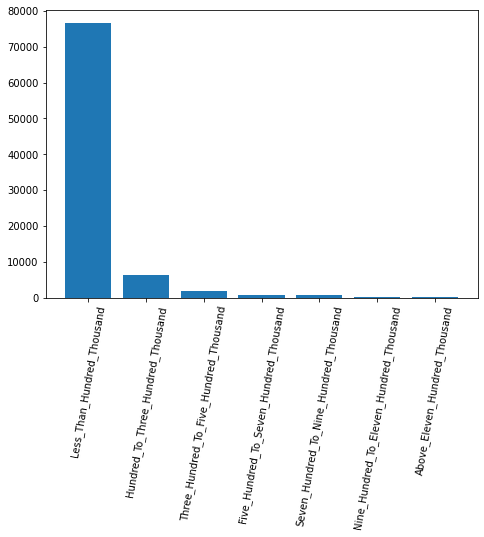 80000
70000
60000
50000
40000
30000
20000
10000
0
Less_Than_Hundred_Thousand
Hundred_To_Three_Hundred_Thousand
Three_Hundred_To_Five_Hundred_Thousand
Five_Hundred_To_Seven_Hundred_Thousand
Seven_Hundred_To_Nine_Hundred_Thousand
Nine_Hundred_To_Eleven_Hundred_Thousand
Above_Eleven_Hundred_Thousand